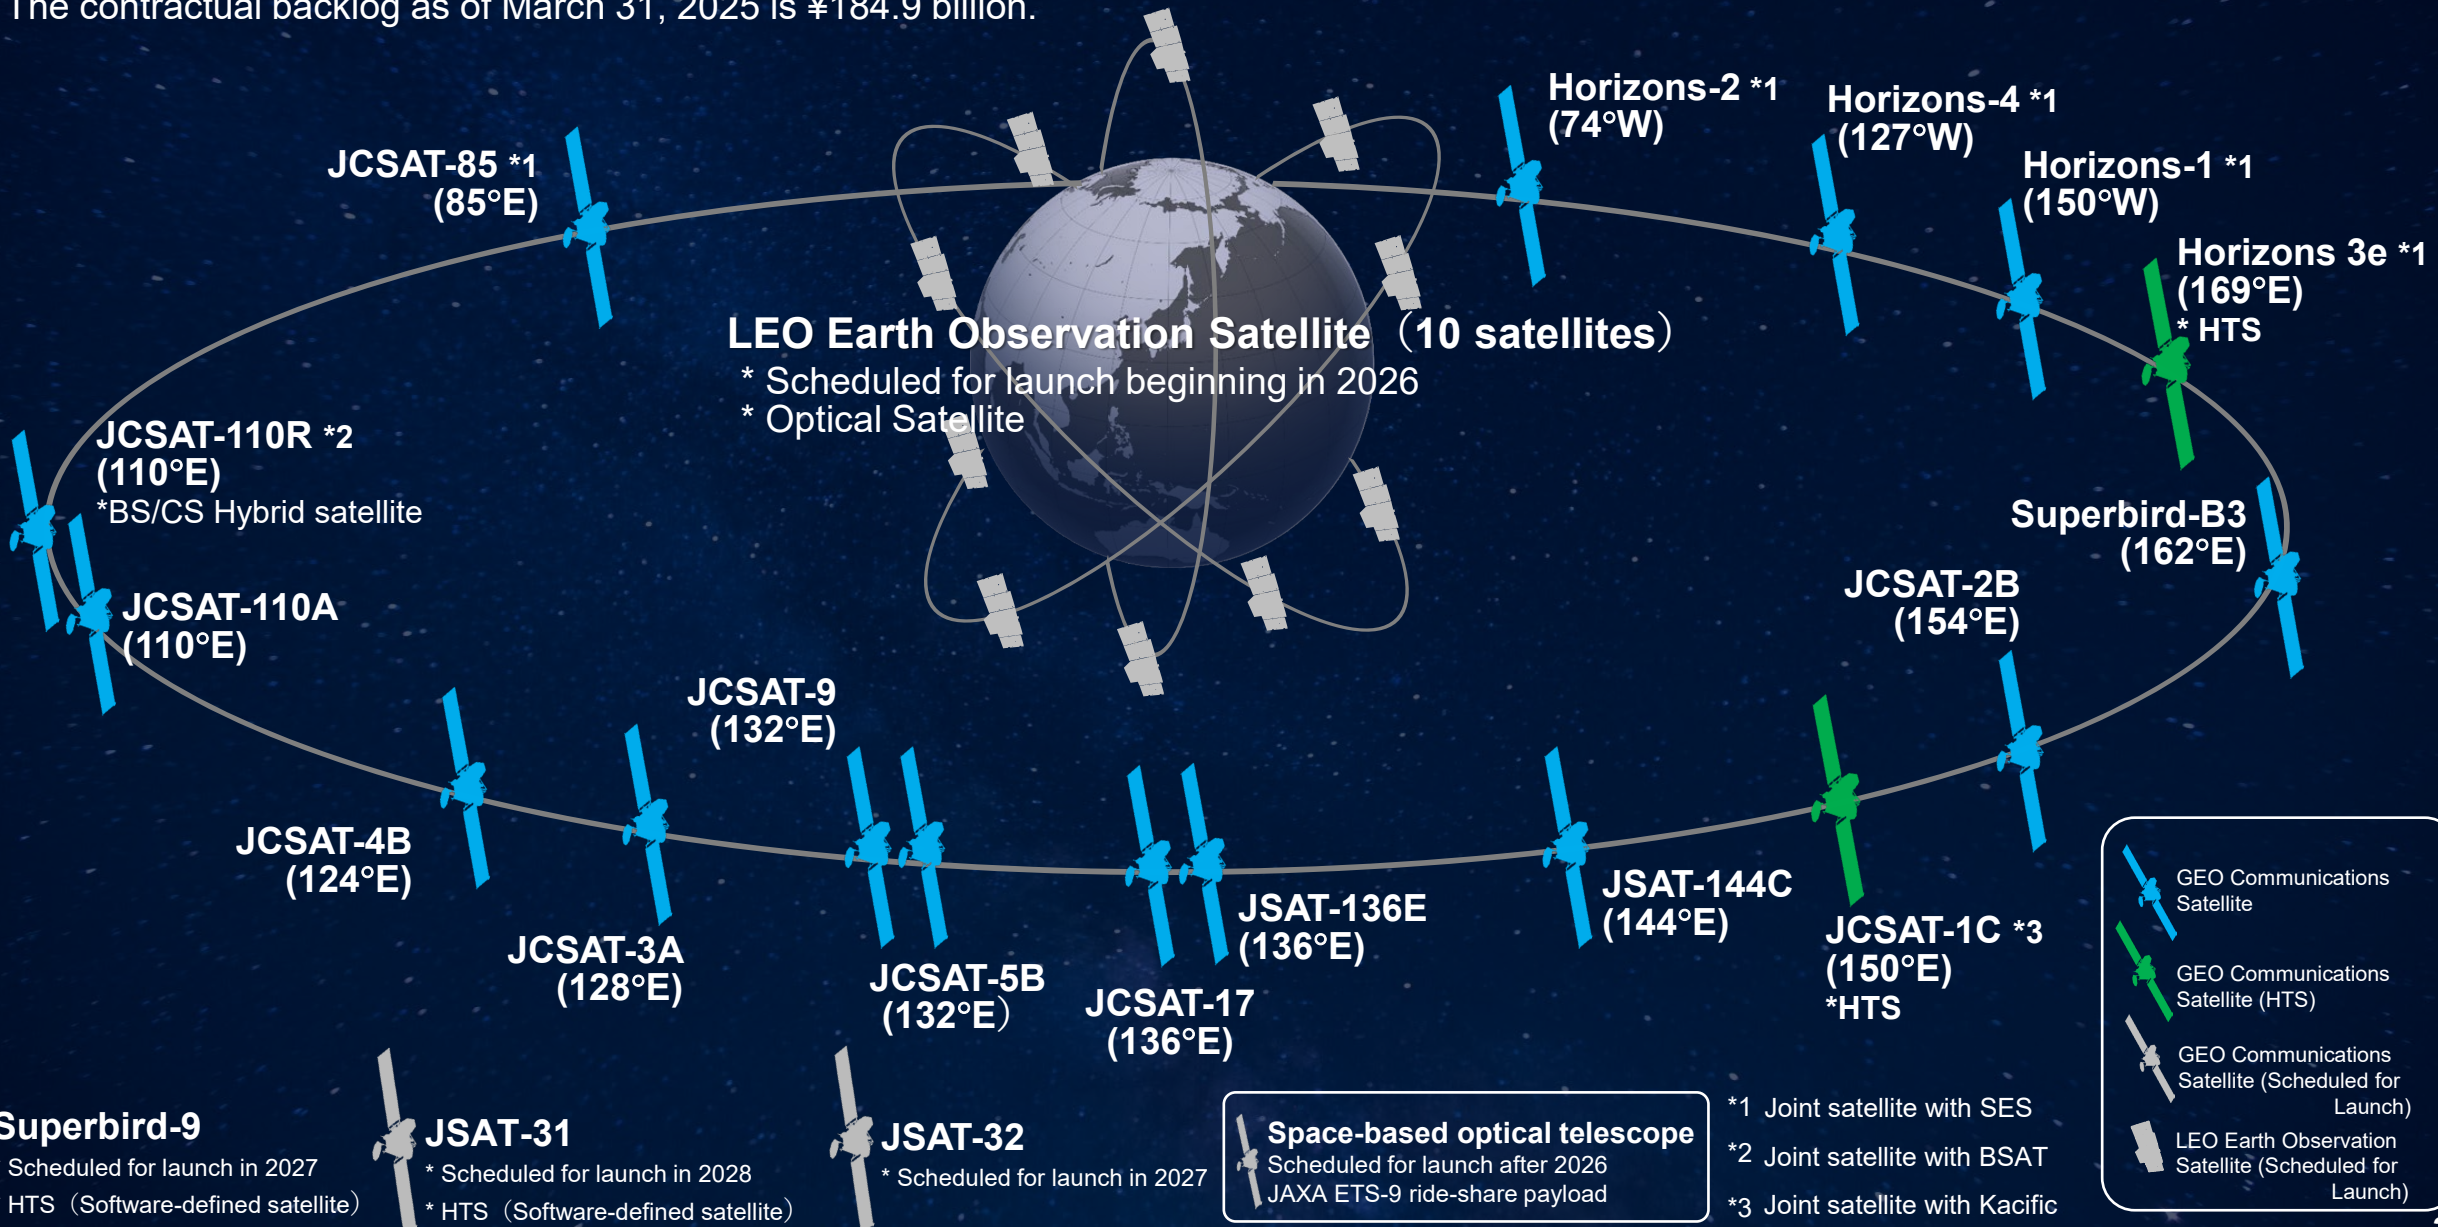 The contractual backlog as of March 31, 2025 is ¥184.9 billion.
Horizons-2 *1
(74°W)
Horizons-4 *1
(127°W)
JCSAT-85 *1
(85°E)
Horizons-1 *1
(150°W)
Horizons 3e *1
(169°E)
* HTS
LEO Earth Observation Satellite（10 satellites）
* Scheduled for launch beginning in 2026
* Optical Satellite
JCSAT-110R *2
(110°E)
*BS/CS Hybrid satellite
Superbird-B3
(162°E)
JCSAT-2B
(154°E)
JCSAT-110A
(110°E)
JCSAT-9
(132°E)
JCSAT-4B
(124°E)
JCSAT-3A
(128°E)
JCSAT-5B
(132°E）
JCSAT-17
(136°E)
JSAT-136E
(136°E)
JSAT-144C
(144°E)
JCSAT-1C *3
(150°E)
*HTS
GEO Communications
Satellite
GEO Communications
Satellite (HTS)
GEO Communications
Satellite (Scheduled for
Launch)
LEO Earth Observation
Satellite (Scheduled for
Launch)
Superbird-9
Scheduled for launch in 2027
HTS（Software-defined satellite）
JSAT-31
* Scheduled for launch in 2028
* HTS（Software-defined satellite）
JSAT-32
* Scheduled for launch in 2027
Space-based optical telescope
Scheduled for launch after 2026
JAXA ETS-9 ride-share payload
*1 Joint satellite with SES
*2 Joint satellite with BSAT
*3 Joint satellite with Kacific